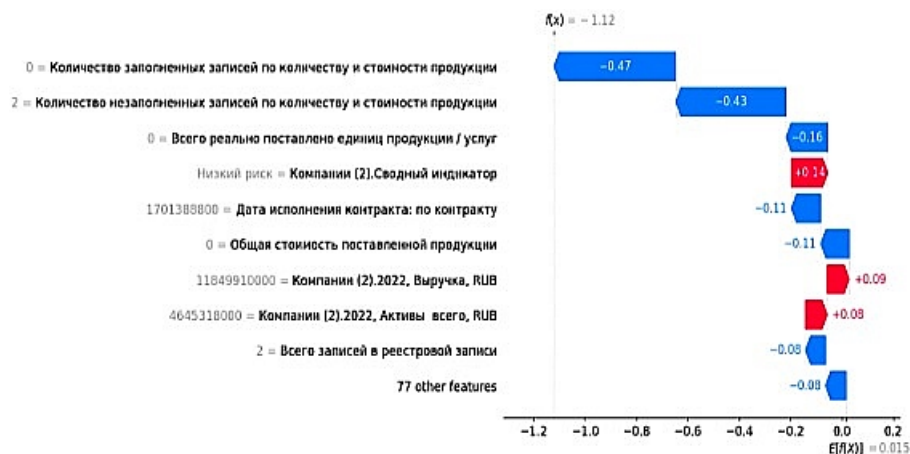 f(x) = −1.12
0 = Количество заполненных записей по количеству и стоимости продукции
−0.47
2 = Количество незаполненных записей по количеству и стоимости продукции
−0.43
0 = Всего реально поставлено единиц продукции / услуг
−0.16
Низкий риск = Компании (2).Сводный индикатор
+0.14
1701388800 = Дата исполнения контракта: по контракту
−0.11
0 = Общая стоимость поставленной продукции
−0.11
11849910000 = Компании (2).2022, Выручка, RUB
+0.09
4645318000 = Компании (2).2022, Активы всего, RUB
+0.08
2 = Всего записей в реестровой записи
−0.08
77 other features
−0.08
−1.2 −1.0 −0.8 −0.6 −0.4 −0.2 0.0 0.2
E[f(X)] = 0.015